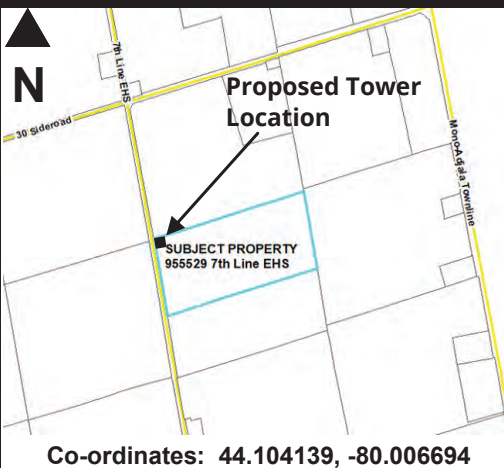 N
7th Line EHS
30 Sideroad
Proposed Tower
Location
Mono-Adjala Townline
SUBJECT PROPERTY
955529 7th Line EHS
Co-ordinates: 44.104139, -80.006694